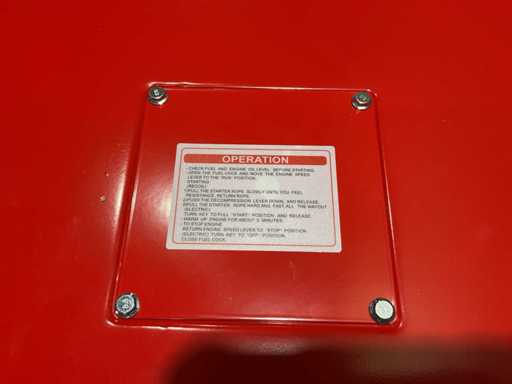 OPERATION
-CHECK FUEL AND ENGINE OIL LEVEL BEFORE STARTING.
-OPEN THE FUEL COCK AND MOVE THE ENGINE SPEED
LEVER TO THE "RUN" POSITION.
STARTING
(RECOIL)
1)PULL THE STARTER ROPE SLOWLY UNTIL YOU FEEL
RESISTANCE, RETURN ROPE.
2)PUSH THE DECOMPRESSION LEVER DOWN, AND RELEASE.
3)PULL THE STARTER ROPE HARD AND FAST ALL THE WAYOUT
(ELECTRIC)
TURN KEY TO FULL "START" POSITION AND RELEASE.
-WARM UP ENGINE FOR ABOUT 3 MINUTES.
-TO STOP ENGINE
RETURN ENGINE SPEED LEVER TO "STOP" POSITION.
(ELECTRIC) TURN KEY TO "OFF" POSITION.
CLOSE FUEL COCK.